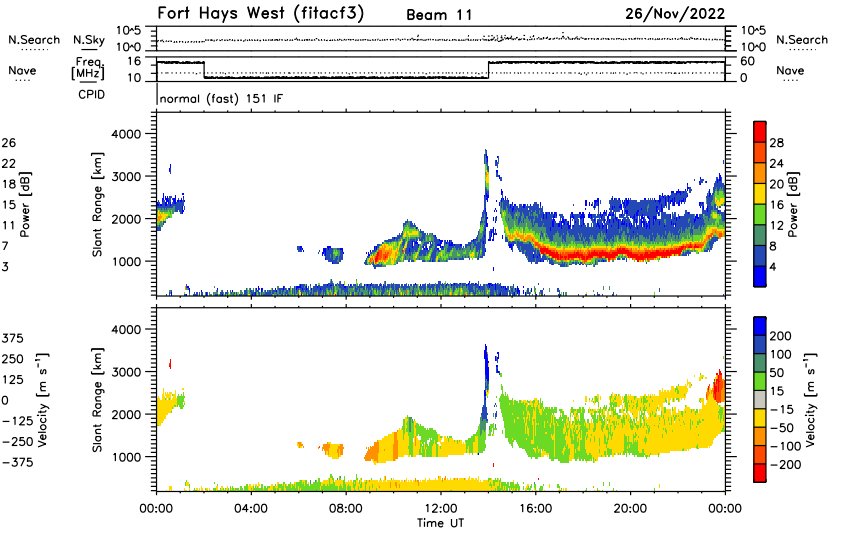 Fort Hays West (fitacf3) Beam 11 26/Nov/2022
N.Search N.Sky 10^5 10^0 10^5 10^0 N.Search
Nave Freq. [MHz] 16 10 60 0 Nave
CPID normal (fast) 151 IF
26 22 18 15 11 7 3
Power [dB]
Slant Range [km]
4000
3000
2000
1000
28 24 20 16 12 8 4
Power [dB]
375 250 125 0 −125 −250 −375
Velocity [m s⁻¹]
Slant Range [km]
4000
3000
2000
1000
200 100 50 15 −15 −50 −100 −200
Velocity [m s⁻¹]
00:00 04:00 08:00 12:00 16:00 20:00 00:00
Time UT